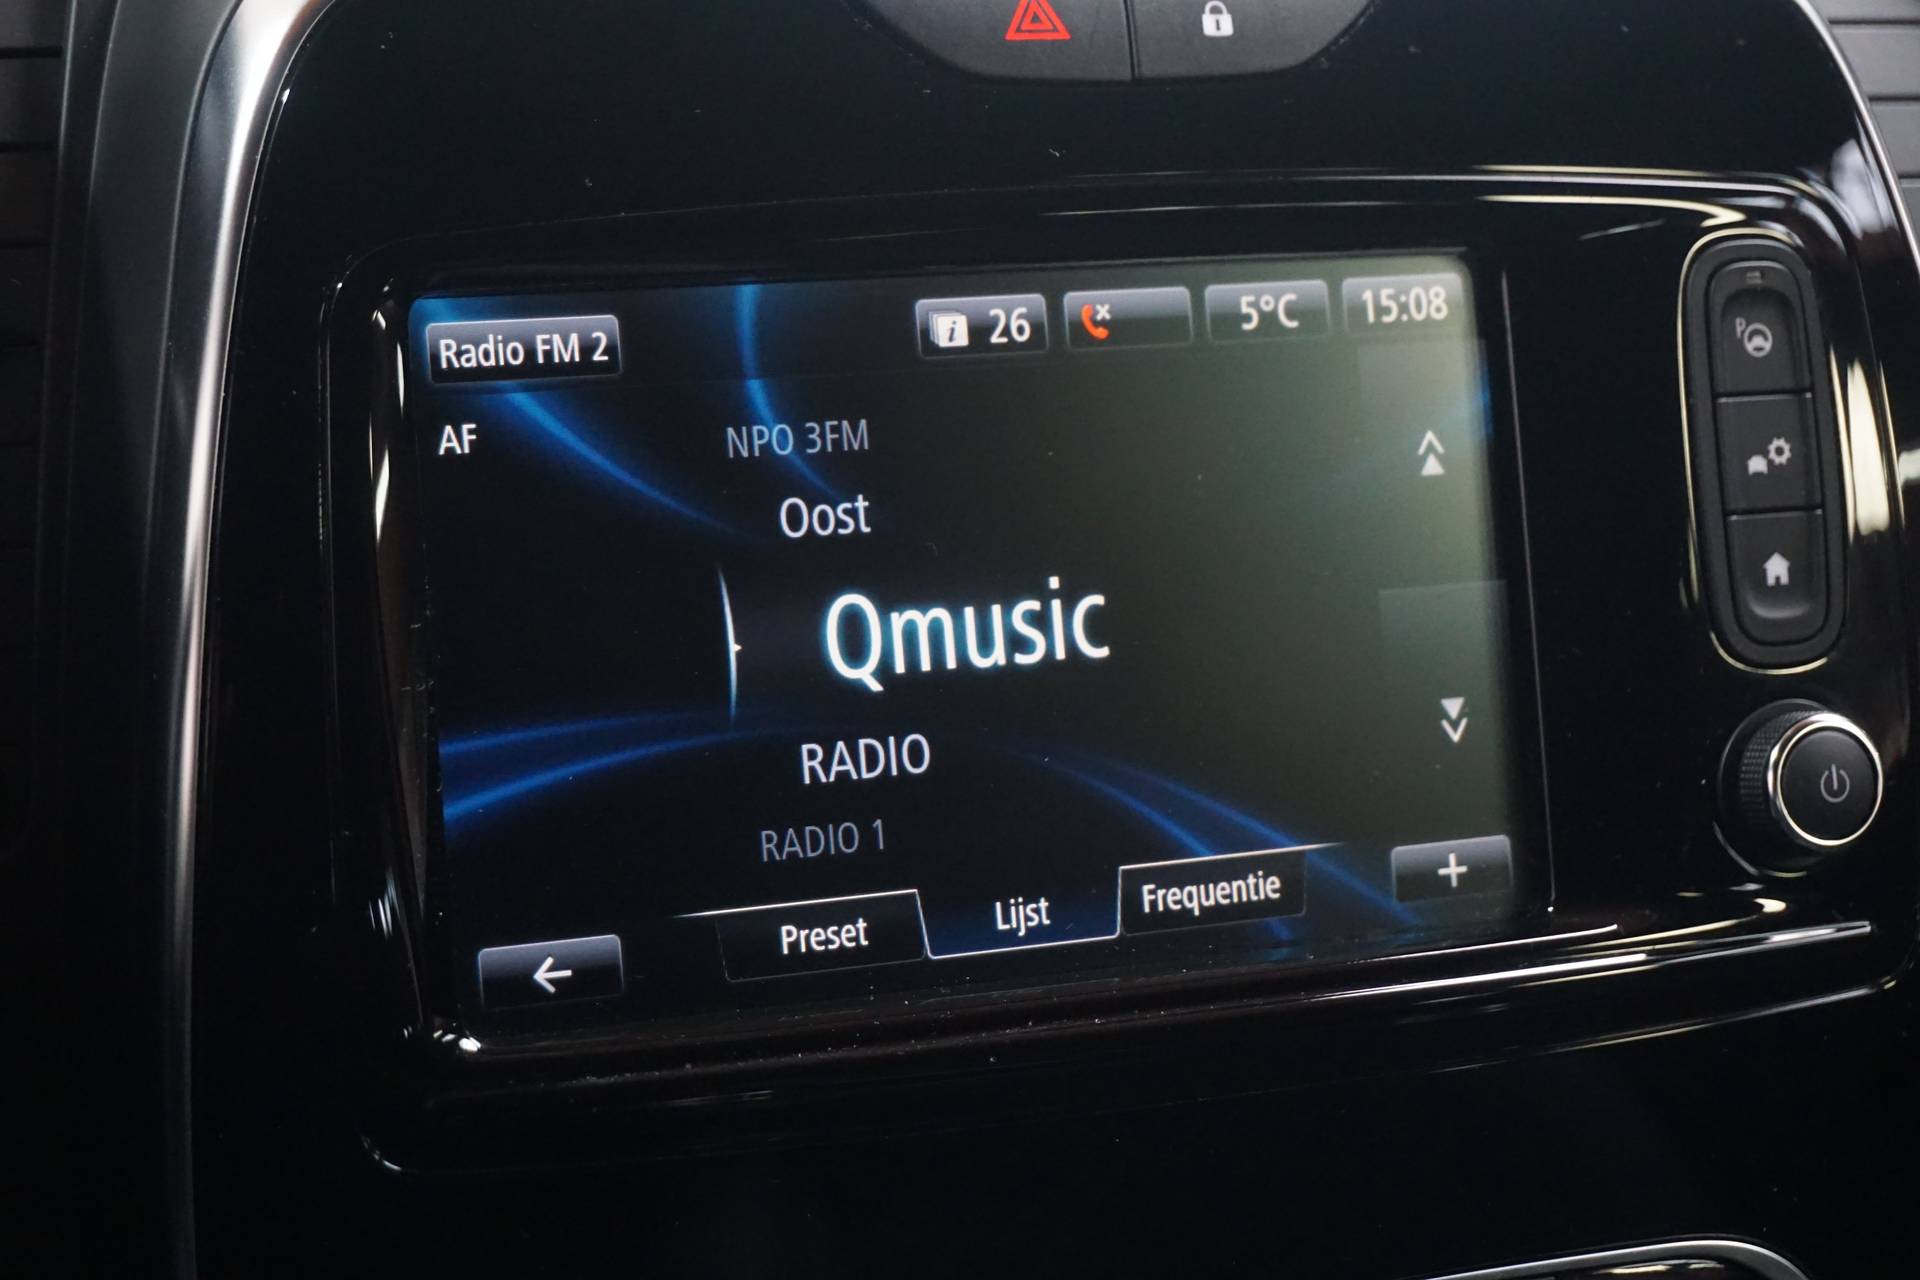 Radio FM 2
26
5°C
15:08
AF
NPO 3FM
Oost
Qmusic
RADIO
RADIO 1
Preset
Lijst
Frequentie
P